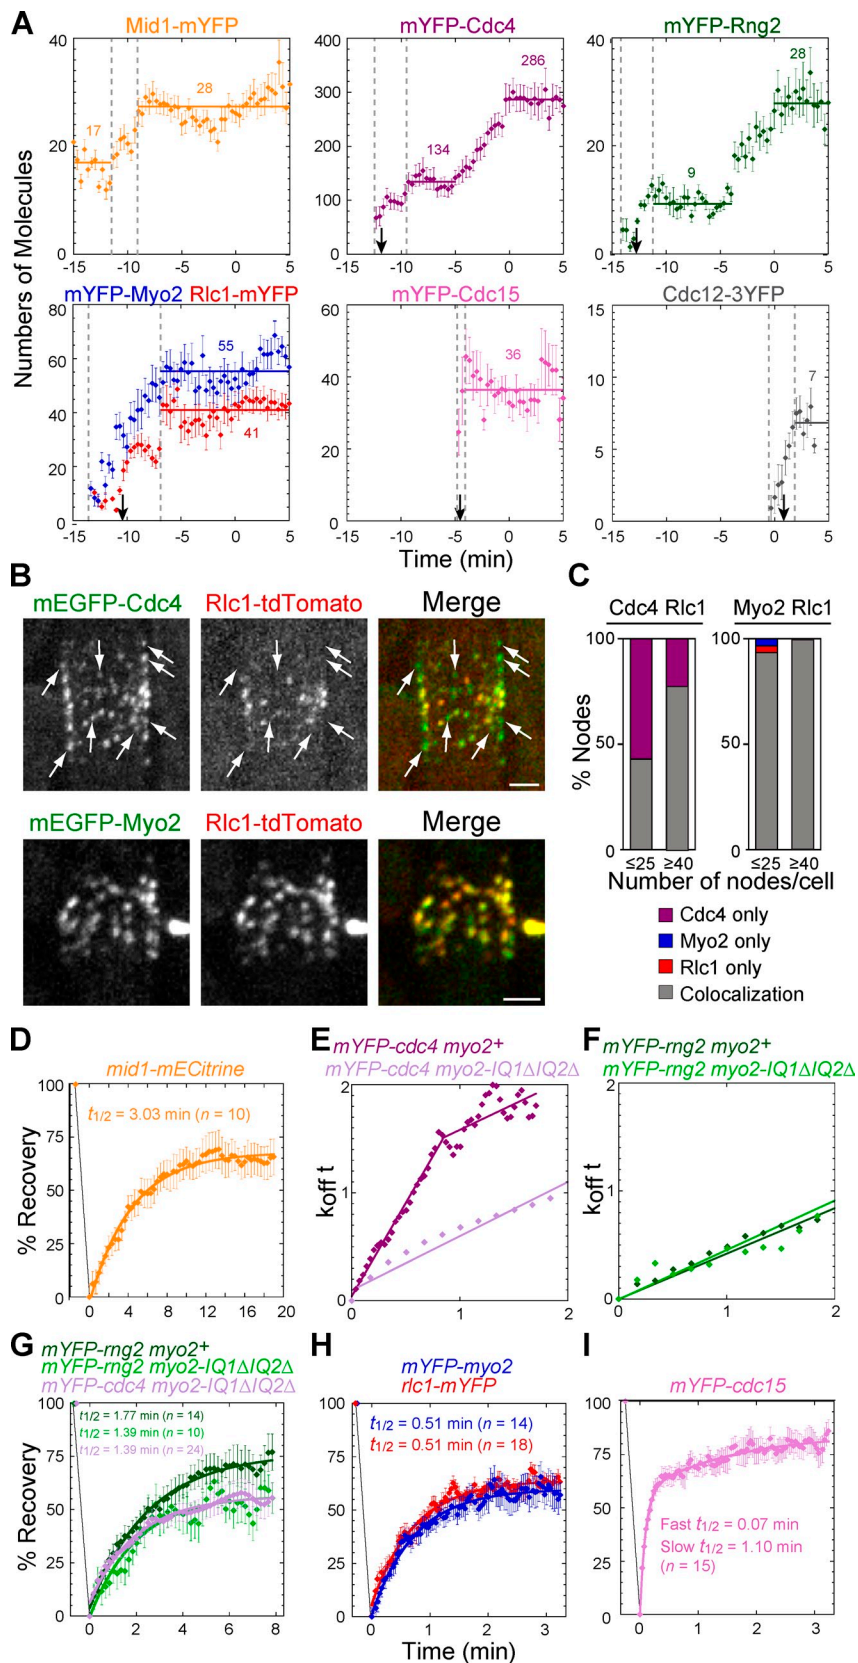 A
Mid1-mYFP
mYFP-Cdc4
mYFP-Rng2
Numbers of Molecules
40
20
0
17
28
-15 -10 -5 0 5
400
300
200
100
0
134
286
-15 -10 -5 0 5
40
20
0
9
28
-15 -10 -5 0 5
mYFP-Myo2 Rlc1-mYFP
mYFP-Cdc15
Cdc12-3YFP
80
60
40
20
0
55
41
-15 -10 -5 0 5
80
60
40
20
0
36
-15 -10 -5 0 5
15
10
5
0
7
-15 -10 -5 0 5
Time (min)
B
mEGFP-Cdc4 Rlc1-tdTomato Merge
mEGFP-Myo2 Rlc1-tdTomato Merge
C
Cdc4 Rlc1
Myo2 Rlc1
% Nodes
100
50
0
≤25 ≥40
100
50
0
≤25 ≥40
Number of nodes/cell
Cdc4 only
Myo2 only
Rlc1 only
Colocalization
D
mid1-mECitrine
t1/2 = 3.03 min (n = 10)
% Recovery
100
75
50
25
0
0 4 8 12 16 20
E
mYFP-cdc4 myo2+
mYFP-cdc4 myo2-IQ1ΔIQ2Δ
koff t
2
1
0
0 1 2
F
mYFP-rng2 myo2+
mYFP-rng2 myo2-IQ1ΔIQ2Δ
koff t
2
1
0
0 1 2
G
mYFP-rng2 myo2+
mYFP-rng2 myo2-IQ1ΔIQ2Δ
mYFP-cdc4 myo2-IQ1ΔIQ2Δ
t1/2 = 1.77 min (n = 14)
t1/2 = 1.39 min (n = 10)
t1/2 = 1.39 min (n = 24)
% Recovery
100
75
50
25
0
0 2 4 6 8
H
mYFP-myo2
rlc1-mYFP
t1/2 = 0.51 min (n = 14)
t1/2 = 0.51 min (n = 18)
100
75
50
25
0
0 1 2 3
Time (min)
I
mYFP-cdc15
Fast t1/2 = 0.07 min
Slow t1/2 = 1.10 min
(n = 15)
100
75
50
25
0
0 1 2 3